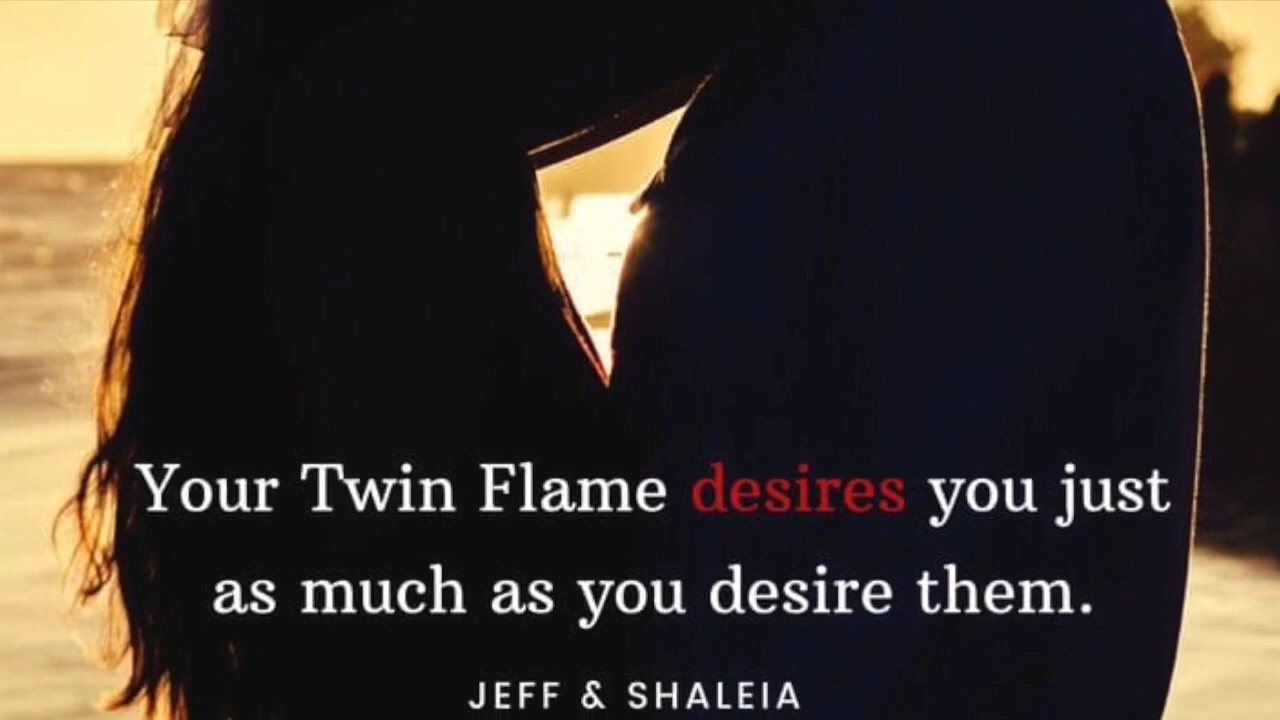 Your Twin Flame desires you just
as much as you desire them.
JEFF & SHALEIA